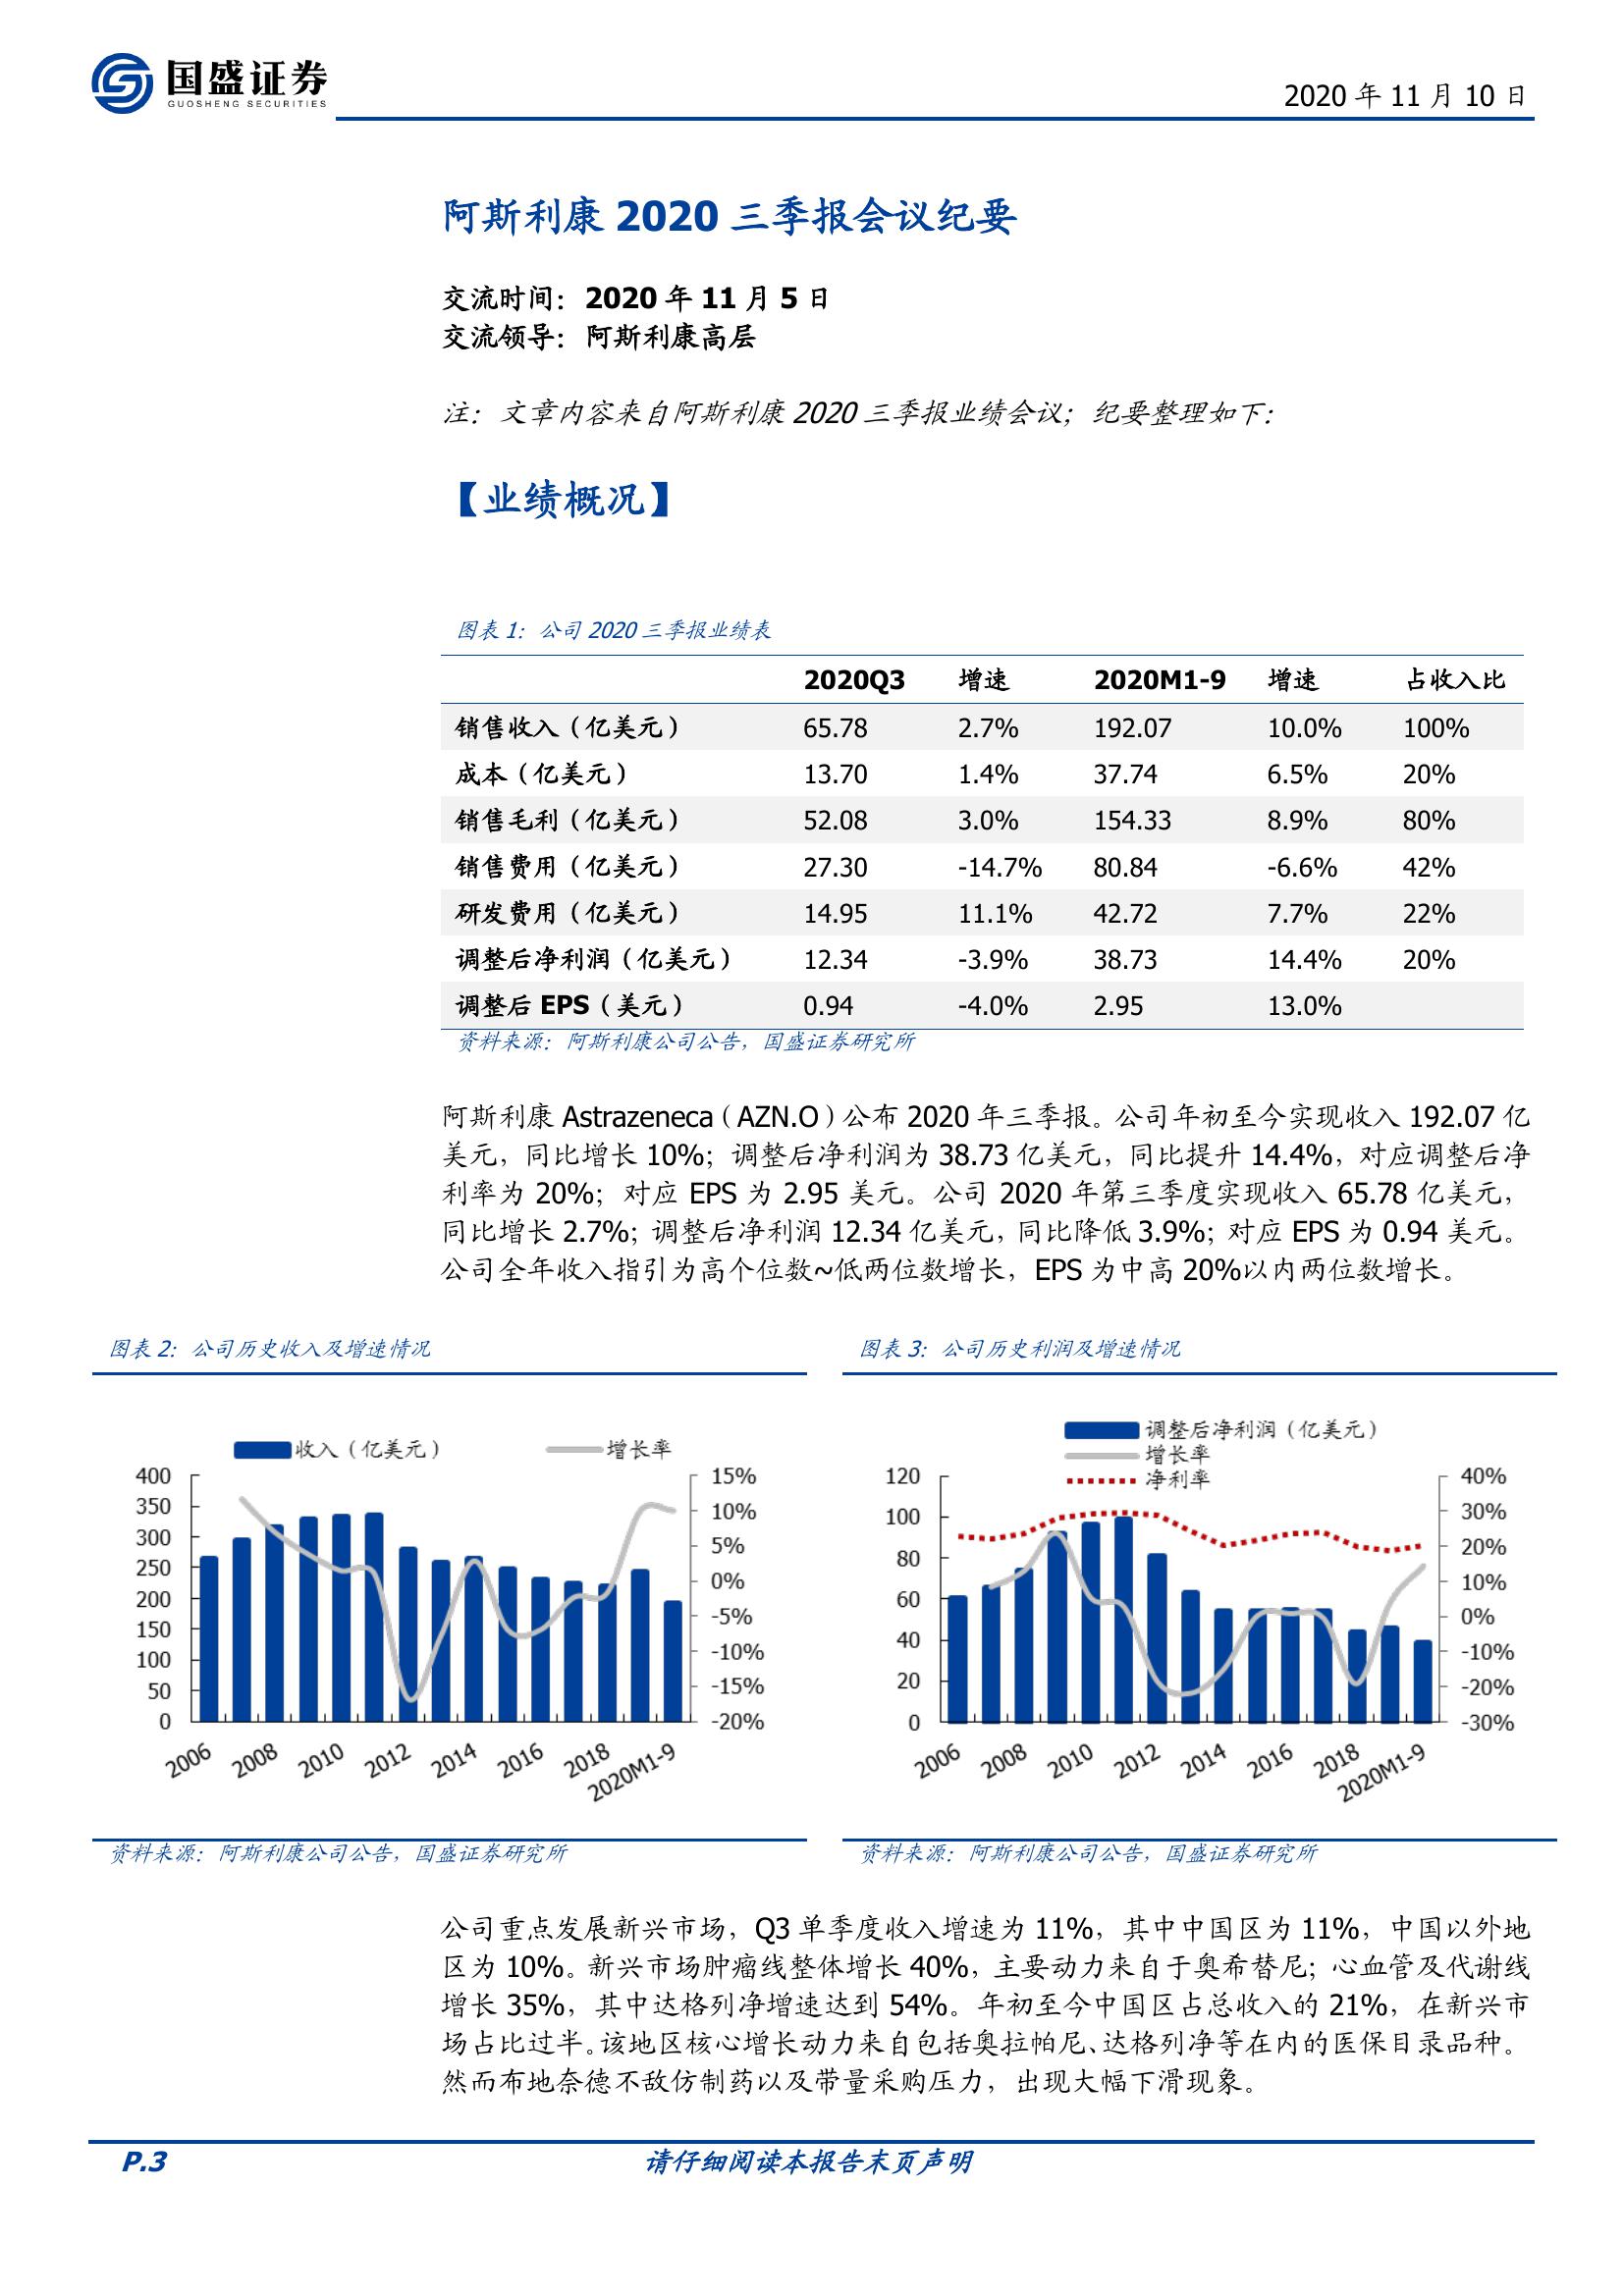 国盛证券
GUOSHENG SECURITIES
2020 年 11 月 10 日
阿斯利康 2020 三季报会议纪要
交流时间：2020 年 11 月 5 日
交流领导：阿斯利康高层
注：文章内容来自阿斯利康 2020 三季报业绩会议；纪要整理如下：
【业绩概况】
图表 1：公司 2020 三季报业绩表
2020Q3 增速 2020M1-9 增速 占收入比
销售收入（亿美元） 65.78 2.7% 192.07 10.0% 100%
成本（亿美元） 13.70 1.4% 37.74 6.5% 20%
销售毛利（亿美元） 52.08 3.0% 154.33 8.9% 80%
销售费用（亿美元） 27.30 -14.7% 80.84 -6.6% 42%
研发费用（亿美元） 14.95 11.1% 42.72 7.7% 22%
调整后净利润（亿美元） 12.34 -3.9% 38.73 14.4% 20%
调整后 EPS（美元） 0.94 -4.0% 2.95 13.0%
资料来源：阿斯利康公司公告，国盛证券研究所
阿斯利康 Astrazeneca（AZN.O）公布 2020 年三季报。公司年初至今实现收入 192.07 亿
美元，同比增长 10%；调整后净利润为 38.73 亿美元，同比提升 14.4%，对应调整后净
利率为 20%；对应 EPS 为 2.95 美元。公司 2020 年第三季度实现收入 65.78 亿美元，
同比增长 2.7%；调整后净利润 12.34 亿美元，同比降低 3.9%；对应 EPS 为 0.94 美元。
公司全年收入指引为高个位数~低两位数增长，EPS 为中高 20%以内两位数增长。
图表 2：公司历史收入及增速情况
收入（亿美元） 增长率
400
350
300
250
200
150
100
50
0
15%
10%
5%
0%
-5%
-10%
-15%
-20%
2006 2008 2010 2012 2014 2016 2018 2020M1-9
资料来源：阿斯利康公司公告，国盛证券研究所
图表 3：公司历史利润及增速情况
调整后净利润（亿美元）
增长率
净利率
120
100
80
60
40
20
0
40%
30%
20%
10%
0%
-10%
-20%
-30%
2006 2008 2010 2012 2014 2016 2018 2020M1-9
资料来源：阿斯利康公司公告，国盛证券研究所
公司重点发展新兴市场，Q3 单季度收入增速为 11%，其中中国区为 11%，中国以外地
区为 10%。新兴市场肿瘤线整体增长 40%，主要动力来自于奥希替尼；心血管及代谢线
增长 35%，其中达格列净增速达到 54%。年初至今中国区占总收入的 21%，在新兴市
场占比过半。该地区核心增长动力来自包括奥拉帕尼、达格列净等在内的医保目录品种。
然而布地奈德不敌仿制药以及带量采购压力，出现大幅下滑现象。
P.3
请仔细阅读本报告末页声明